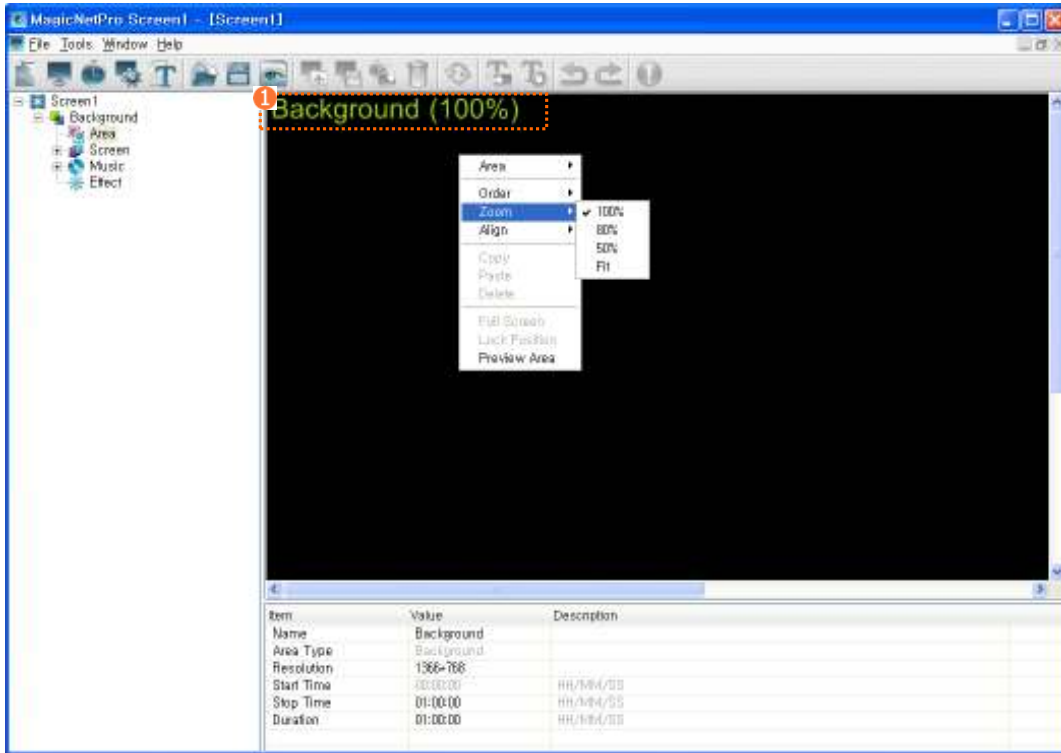 MagicNetPro Screen1 - [Screen1]
File Tools Window Help
Screen1
Background
Area
Screen
Music
Effect
1
Background (100%)
Area
Order
Zoom
Align
Copy
Paste
Delete
Full Screen
Lock Position
Preview Area
100%
80%
50%
Fit
Item Value Description
Name Background
Area Type Background
Resolution 1366*768
Start Time 00:00:00 HH/MM/SS
Stop Time 01:00:00 HH/MM/SS
Duration 01:00:00 HH/MM/SS